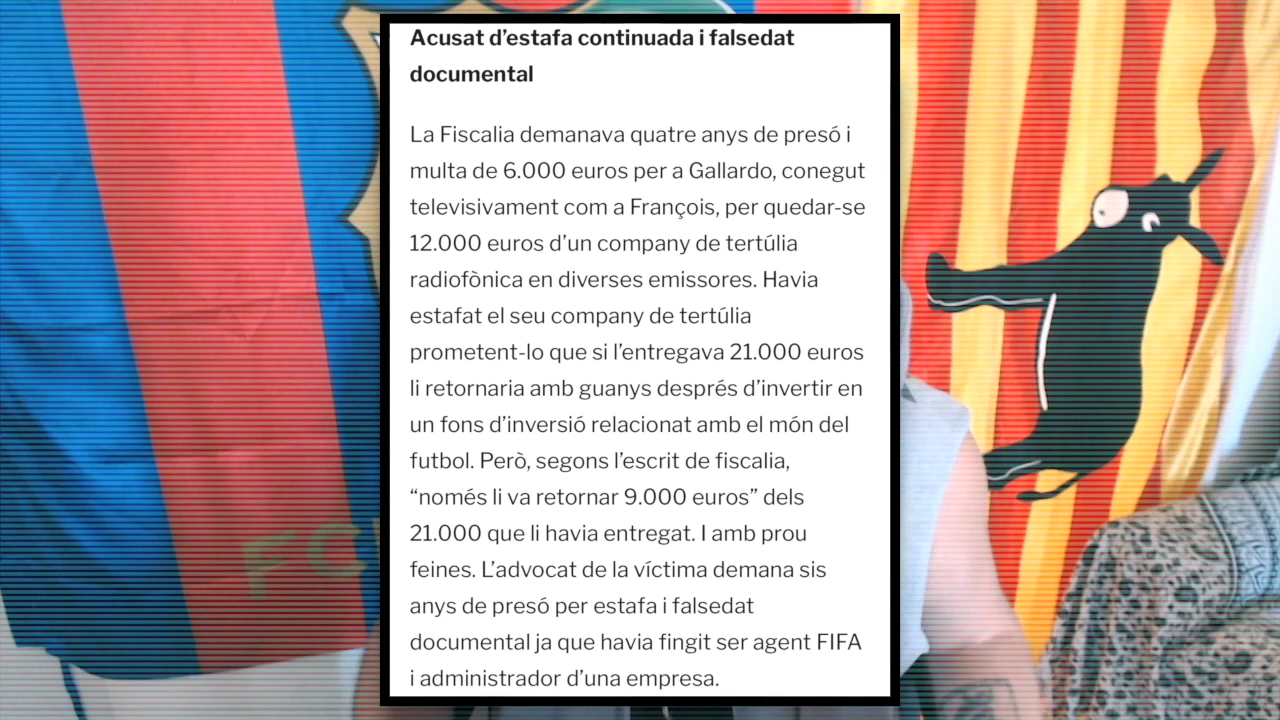 Acusat d’estafa continuada i falsedat
documental
La Fiscalia demanava quatre anys de presó i
multa de 6.000 euros per a Gallardo, conegut
televisivament com a François, per quedar-se
12.000 euros d’un company de tertúlia
radiofònica en diverses emissores. Havia
estafat el seu company de tertúlia
prometent-lo que si l’entregava 21.000 euros
li retornaria amb guanys després d’invertir en
un fons d’inversió relacionat amb el món del
futbol. Però, segons l’escrit de fiscalia,
“només li va retornar 9.000 euros” dels
21.000 que li havia entregat. I amb prou
feines. L’advocat de la víctima demana sis
anys de presó per estafa i falsedat
documental ja que havia fingit ser agent FIFA
i administrador d’una empresa.
FC